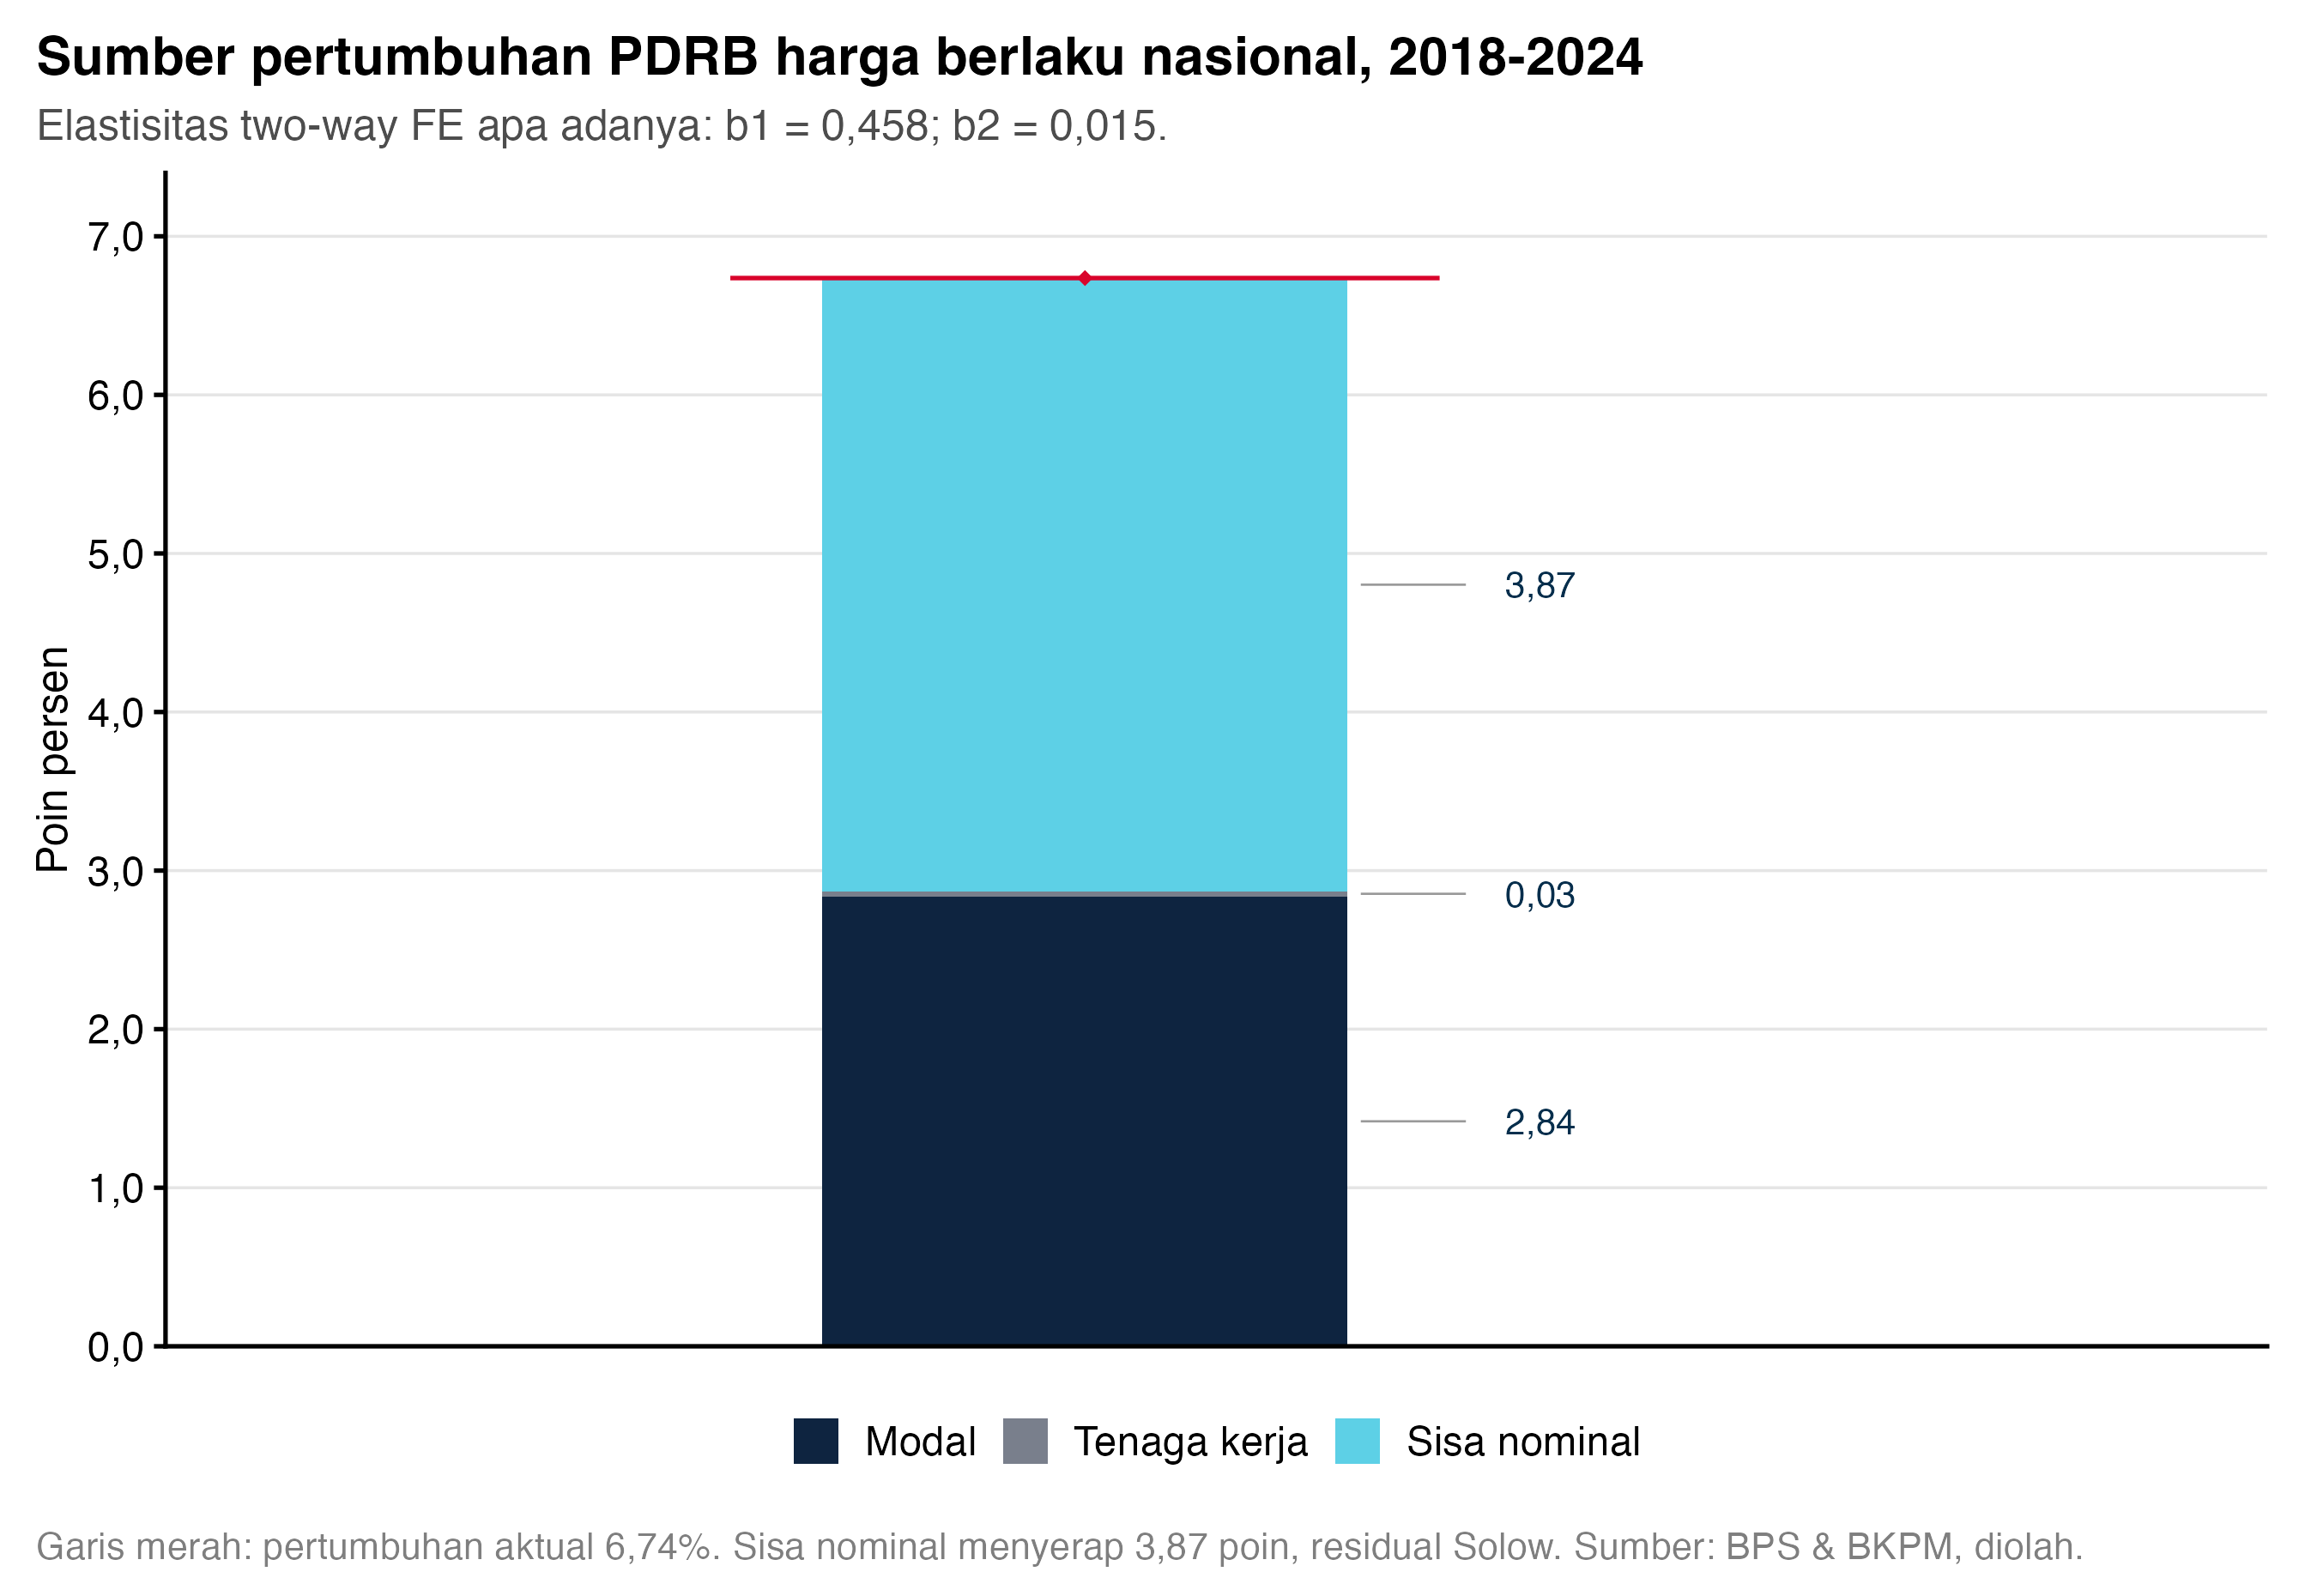 Sumber pertumbuhan PDRB harga berlaku nasional, 2018-2024
Elastisitas two-way FE apa adanya: b1 = 0,458; b2 = 0,015.
Poin persen
7,0
6,0
5,0
4,0
3,0
2,0
1,0
0,0
3,87
0,03
2,84
Modal
Tenaga kerja
Sisa nominal
Garis merah: pertumbuhan aktual 6,74%. Sisa nominal menyerap 3,87 poin, residual Solow. Sumber: BPS & BKPM, diolah.